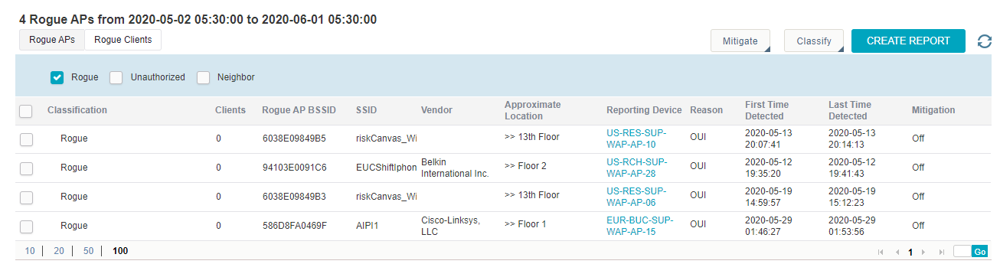 4 Rogue APs from 2020-05-02 05:30:00 to 2020-06-01 05:30:00
Rogue APs Rogue Clients Mitigate Classify CREATE REPORT
Rogue Unauthorized Neighbor
Classification Clients Rogue AP BSSID SSID Vendor Approximate Location Reporting Device Reason First Time Detected Last Time Detected Mitigation
Rogue 0 6038E09849B5 riskCanvas_Wi >> 13th Floor US-RES-SUP-WAP-AP-10 OUI 2020-05-13 20:07:41 2020-05-13 20:14:13 Off
Rogue 0 94103E0091C6 EUCShiftIphon Belkin International Inc. >> Floor 2 US-RCH-SUP-WAP-AP-28 OUI 2020-05-12 19:35:20 2020-05-12 19:41:43 Off
Rogue 0 6038E09849B3 riskCanvas_Wi >> 13th Floor US-RES-SUP-WAP-AP-06 OUI 2020-05-19 14:59:57 2020-05-19 15:12:23 Off
Rogue 0 586D8FA0469F AIPI1 Cisco-Linksys, LLC >> Floor 1 EUR-BUC-SUP-WAP-AP-15 OUI 2020-05-29 01:46:27 2020-05-29 01:53:56 Off
10 | 20 | 50 | 100 1 Go